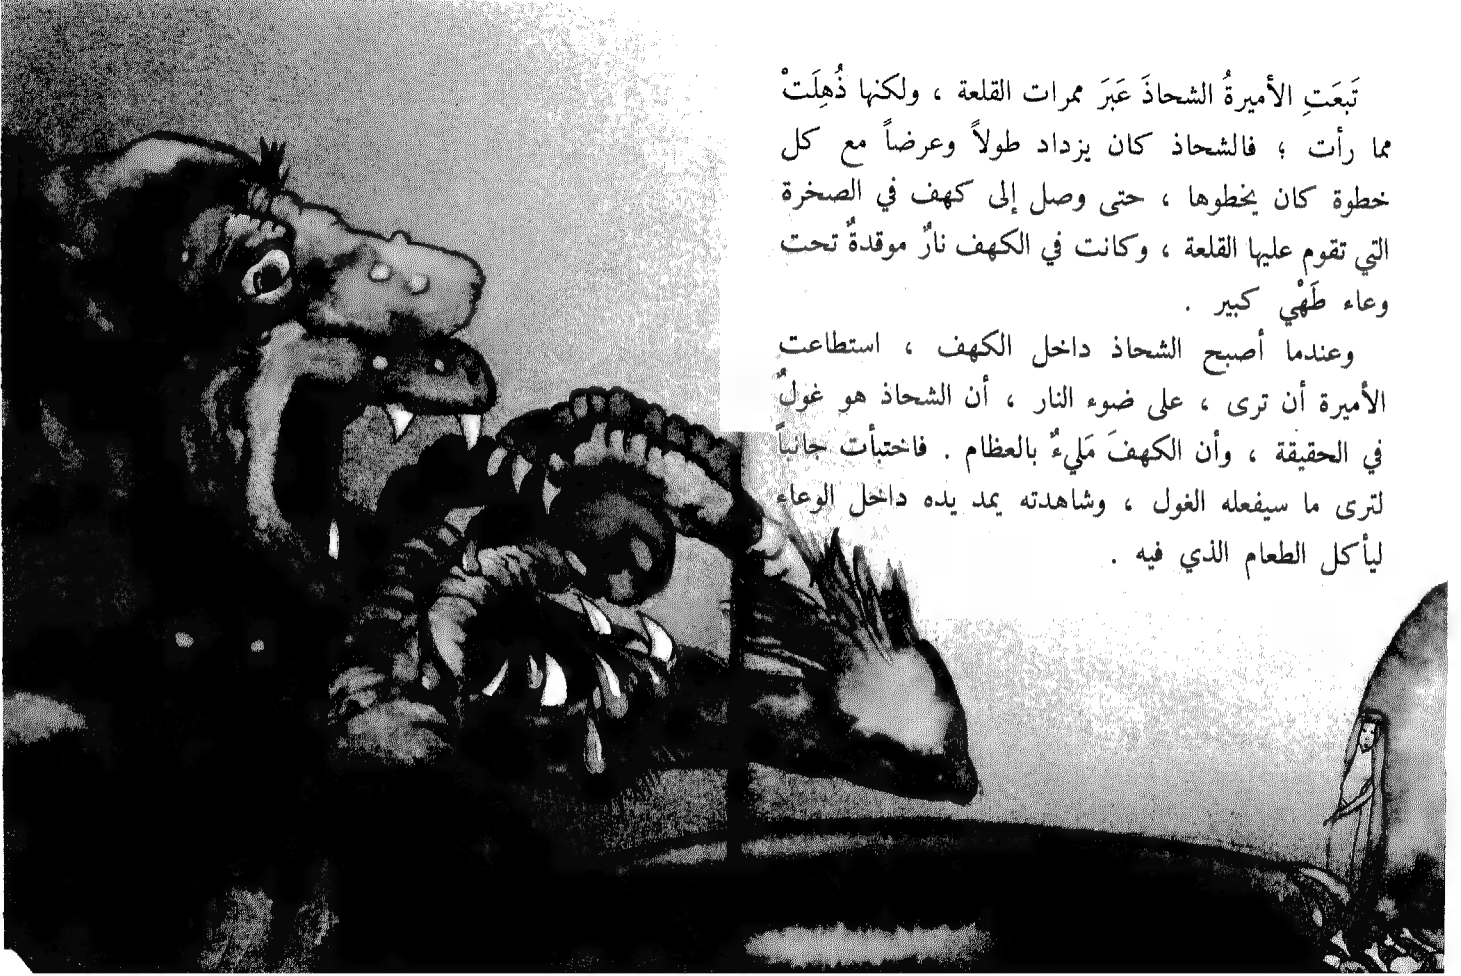 تَبعَتِ الأميرةُ الشحاذَ عَبَرَ ممرات القلعة ، ولكنها ذُهِلَتْ
مما رأت ؛ فالشحاذ كان يزداد طولاً وعرضاً مع كل
خطوة كان يخطوها ، حتى وصل إلى كهف في الصخرة
التي تقوم عليها القلعة ، وكانت في الكهف نارٌ موقدةٌ تحت
وعاء طَهْي كبير .
وعندما أصبح الشحاذ داخل الكهف ، استطاعت
الأميرة أن ترى ، على ضوء النار ، أن الشحاذ هو غولٌ
في الحقيقة ، وأن الكهفَ مَليءٌ بالعظام . فاختبأت جانباً
لترى ما سيفعله الغول ، وشاهدته يمد يده داخل الوعاء
ليأكل الطعام الذي فيه .